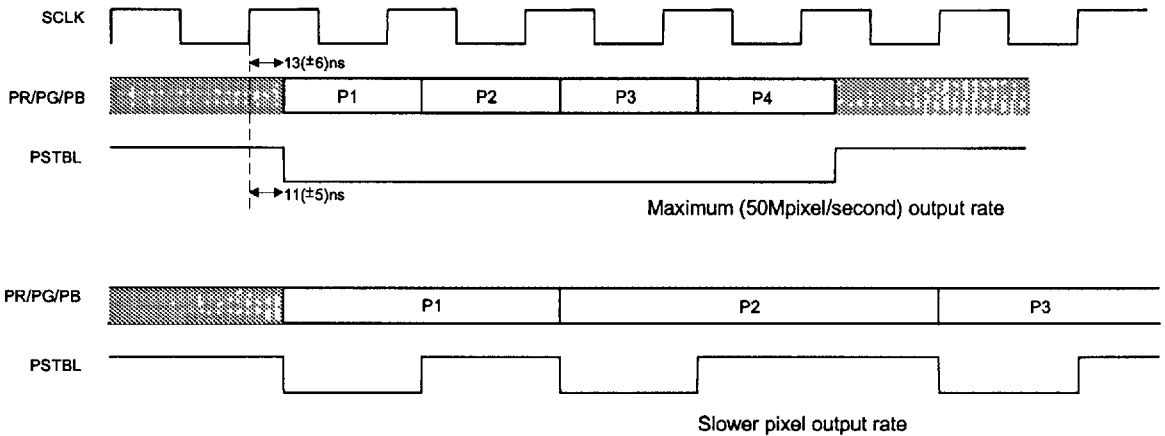 SCLK
13(±6)ns
PR/PG/PB P1 P2 P3 P4
PSTBL
11(±5)ns
Maximum (50Mpixel/second) output rate
PR/PG/PB P1 P2 P3
PSTBL
Slower pixel output rate